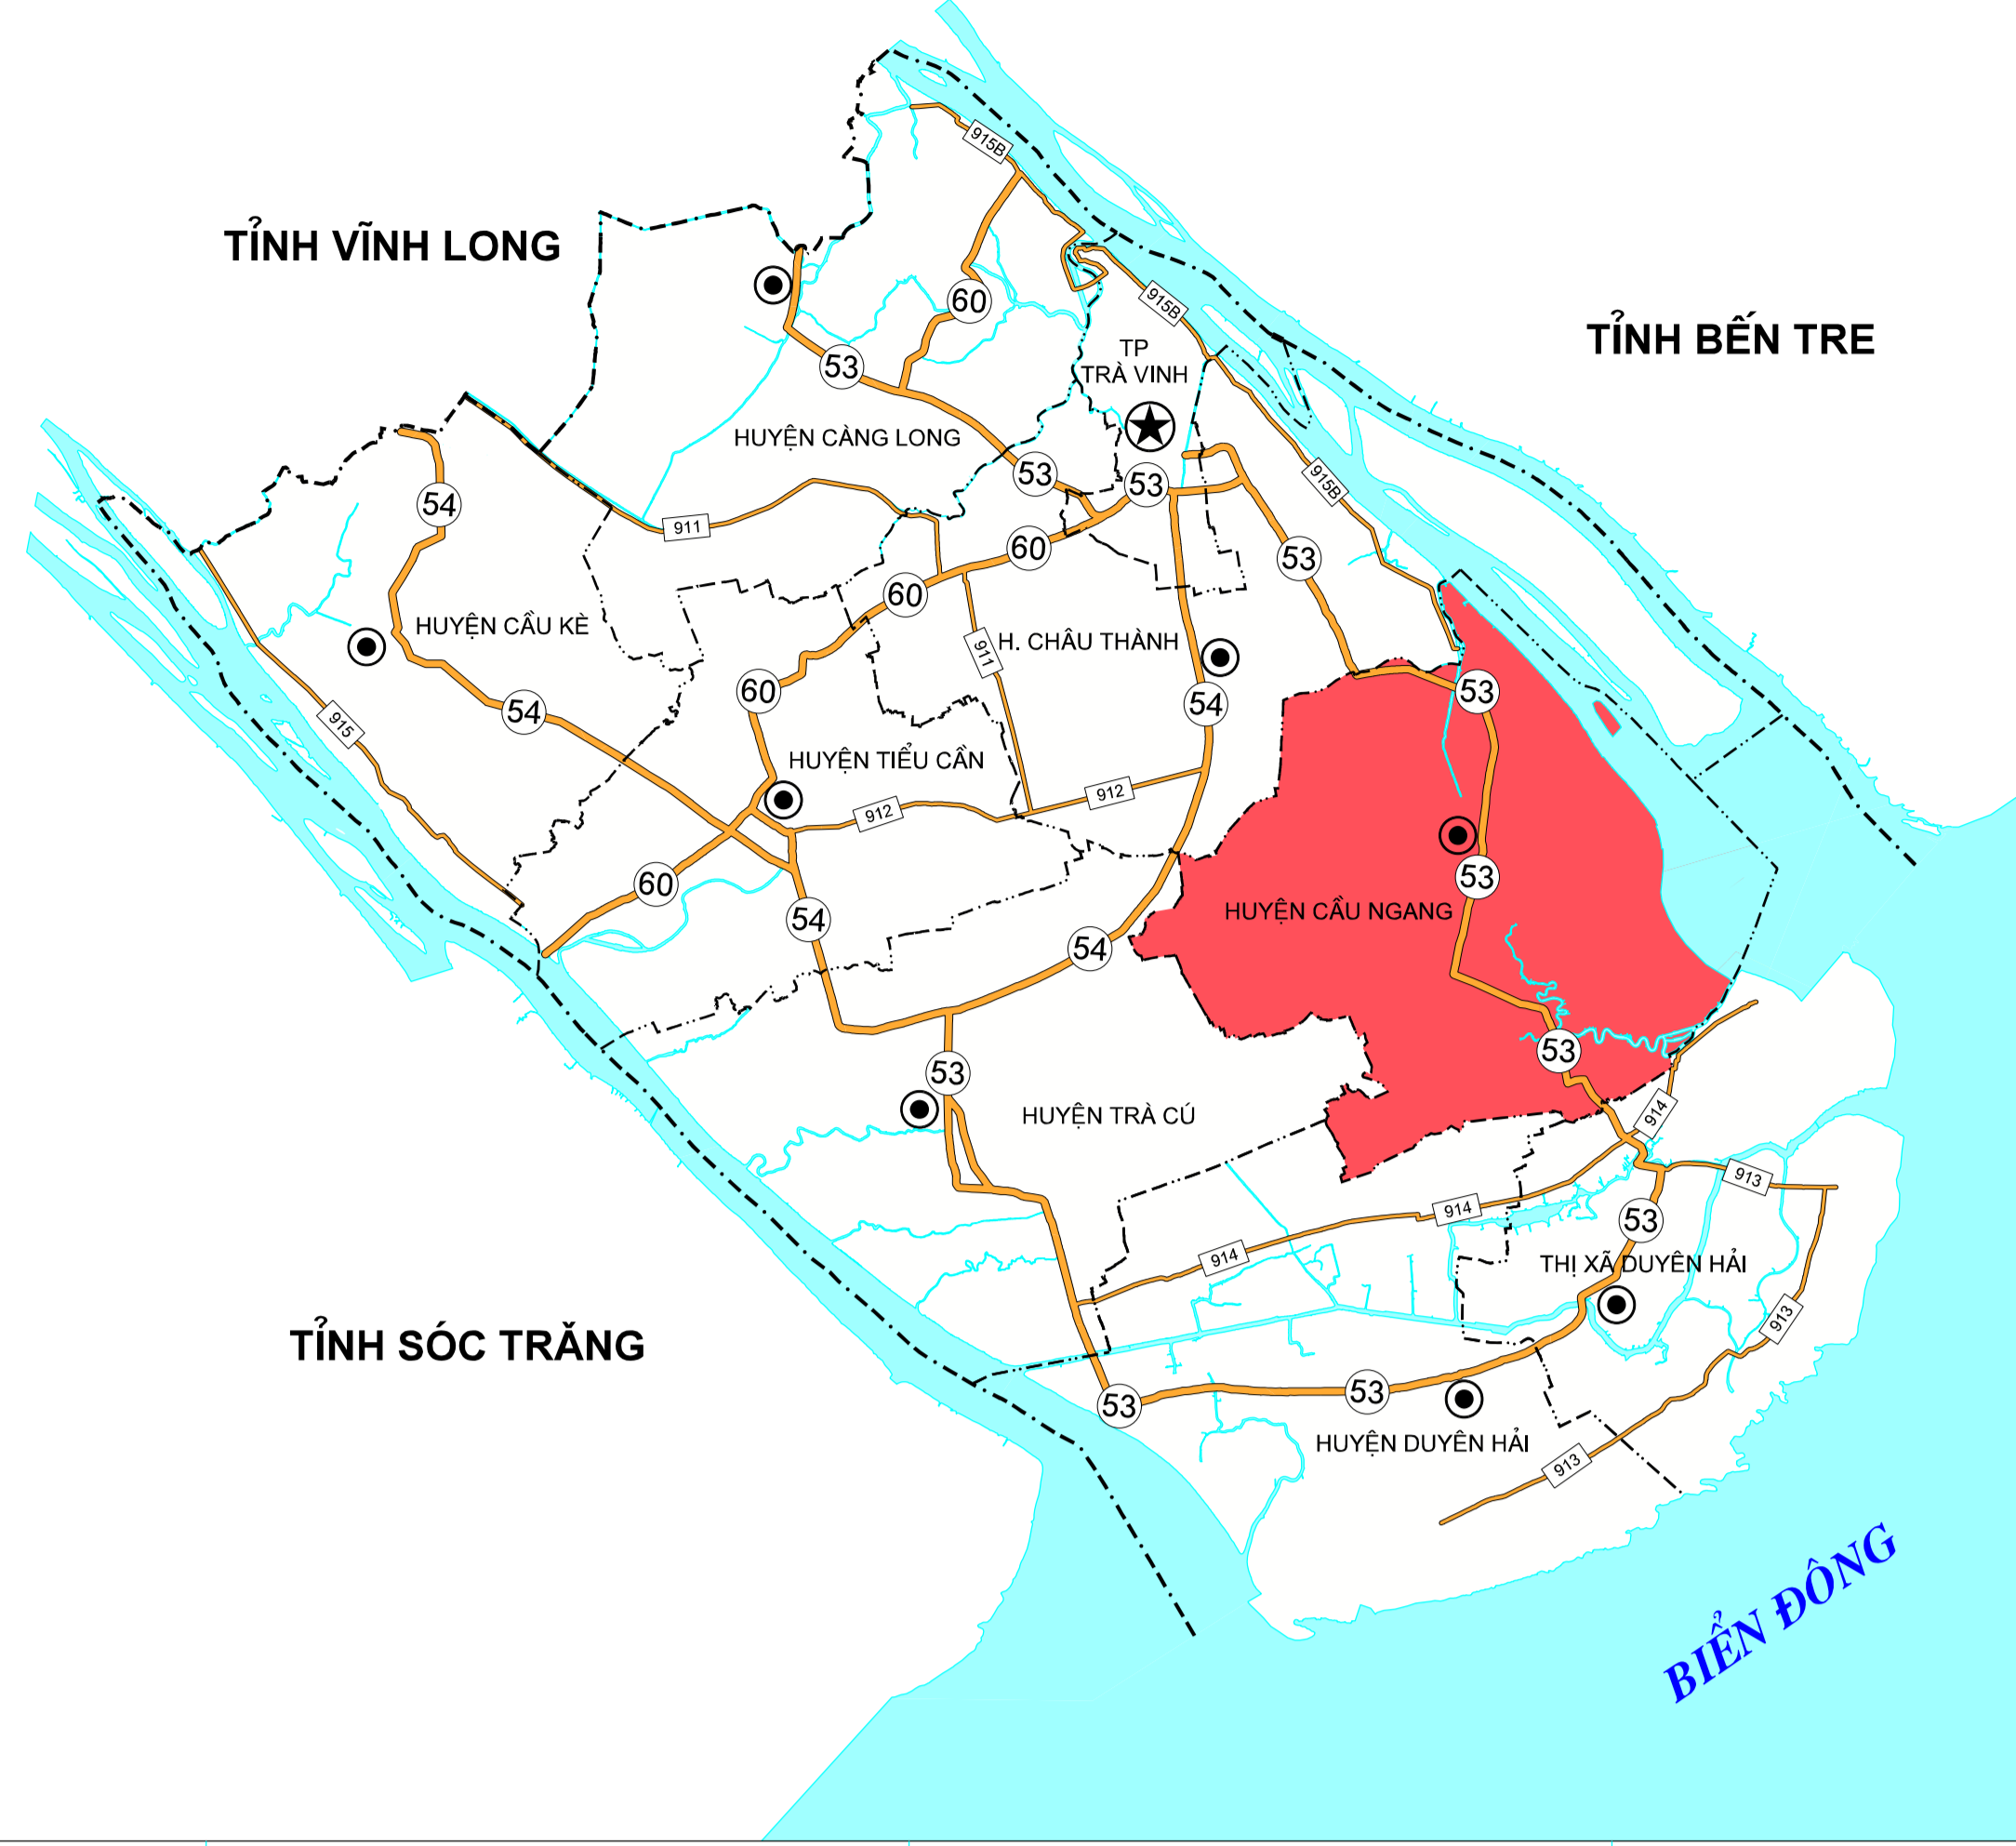 915B
TỈNH VĨNH LONG
60
915B
TỈNH BẾN TRE
53
TP
TRÀ VINH
HUYỆN CÀNG LONG
53
53
915B
54
911
60
53
60
HUYỆN CẦU KÈ
H. CHÂU THÀNH
911
60
53
54
54
915
HUYỆN TIỂU CẦN
912
912
53
60
HUYỆN CẦU NGANG
54
54
53
53
HUYỆN TRÀ CÚ
914
913
914
53
914
THỊ XÃ DUYÊN HẢI
913
TỈNH SÓC TRĂNG
53
53
HUYỆN DUYÊN HẢI
913
BIỂN ĐÔNG